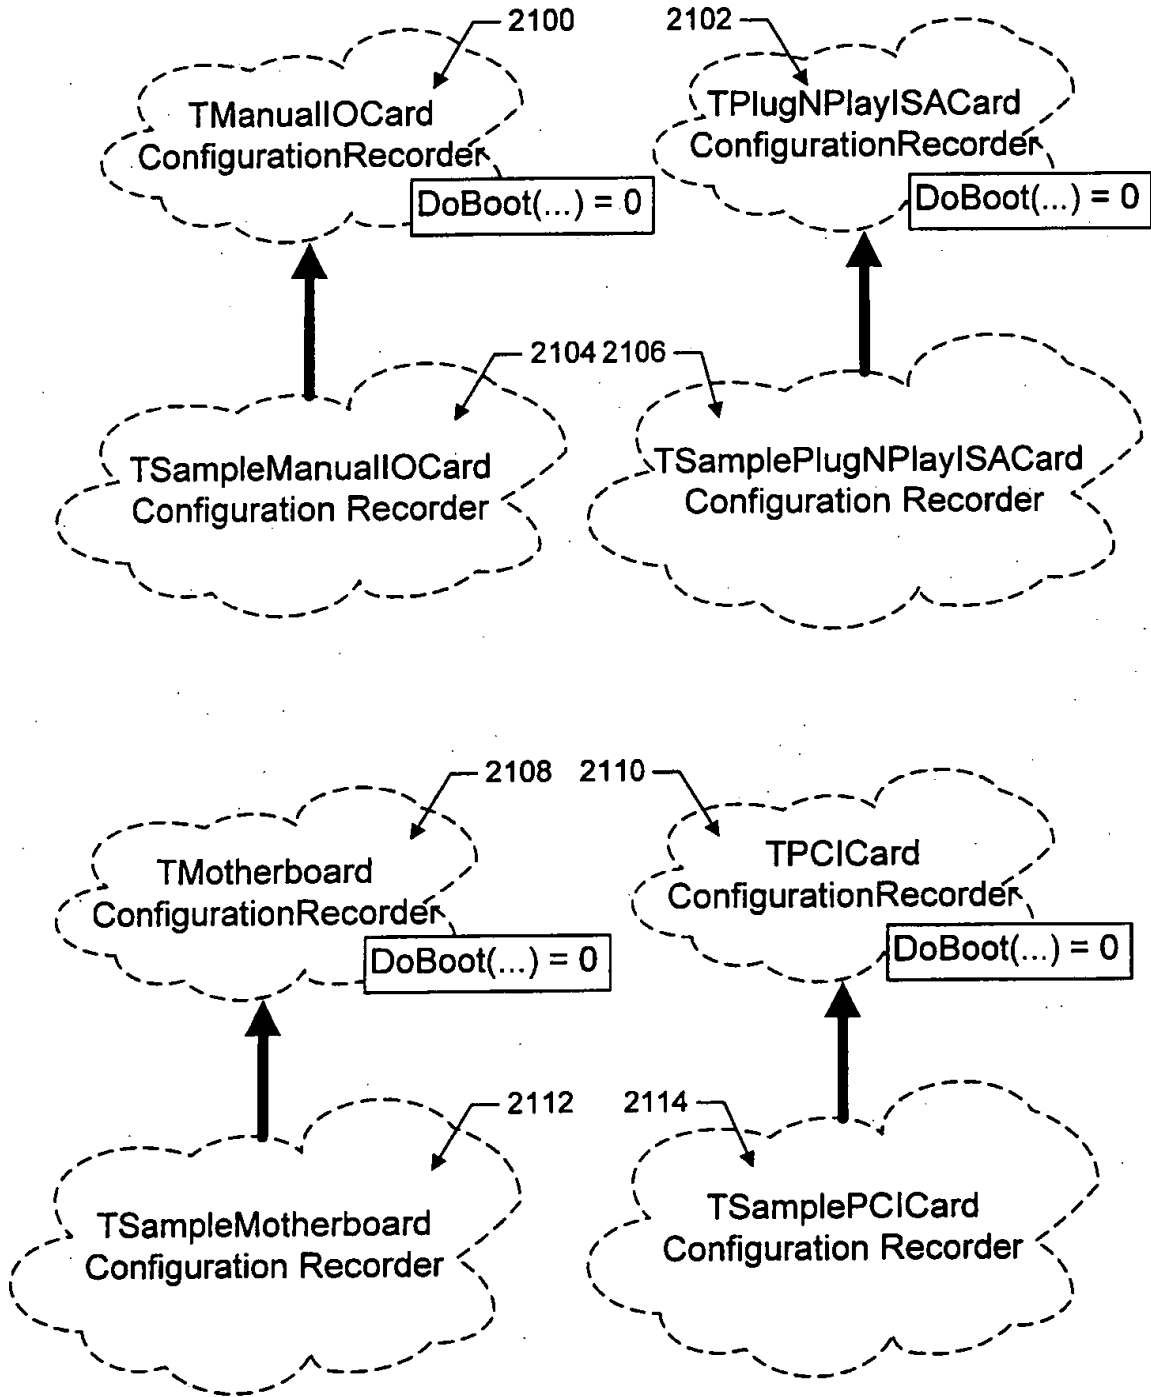 2100
2102
TManualIOCard
ConfigurationRecorder
DoBoot(...) = 0
TPlugNPlayISACard
ConfigurationRecorder
DoBoot(...) = 0
2104
2106
TSampleManualIOCard
Configuration Recorder
TSamplePlugNPlayISACard
Configuration Recorder
2108
2110
TMotherboard
ConfigurationRecorder
DoBoot(...) = 0
TPCICard
ConfigurationRecorder
DoBoot(...) = 0
2112
2114
TSampleMotherboard
Configuration Recorder
TSamplePCICard
Configuration Recorder